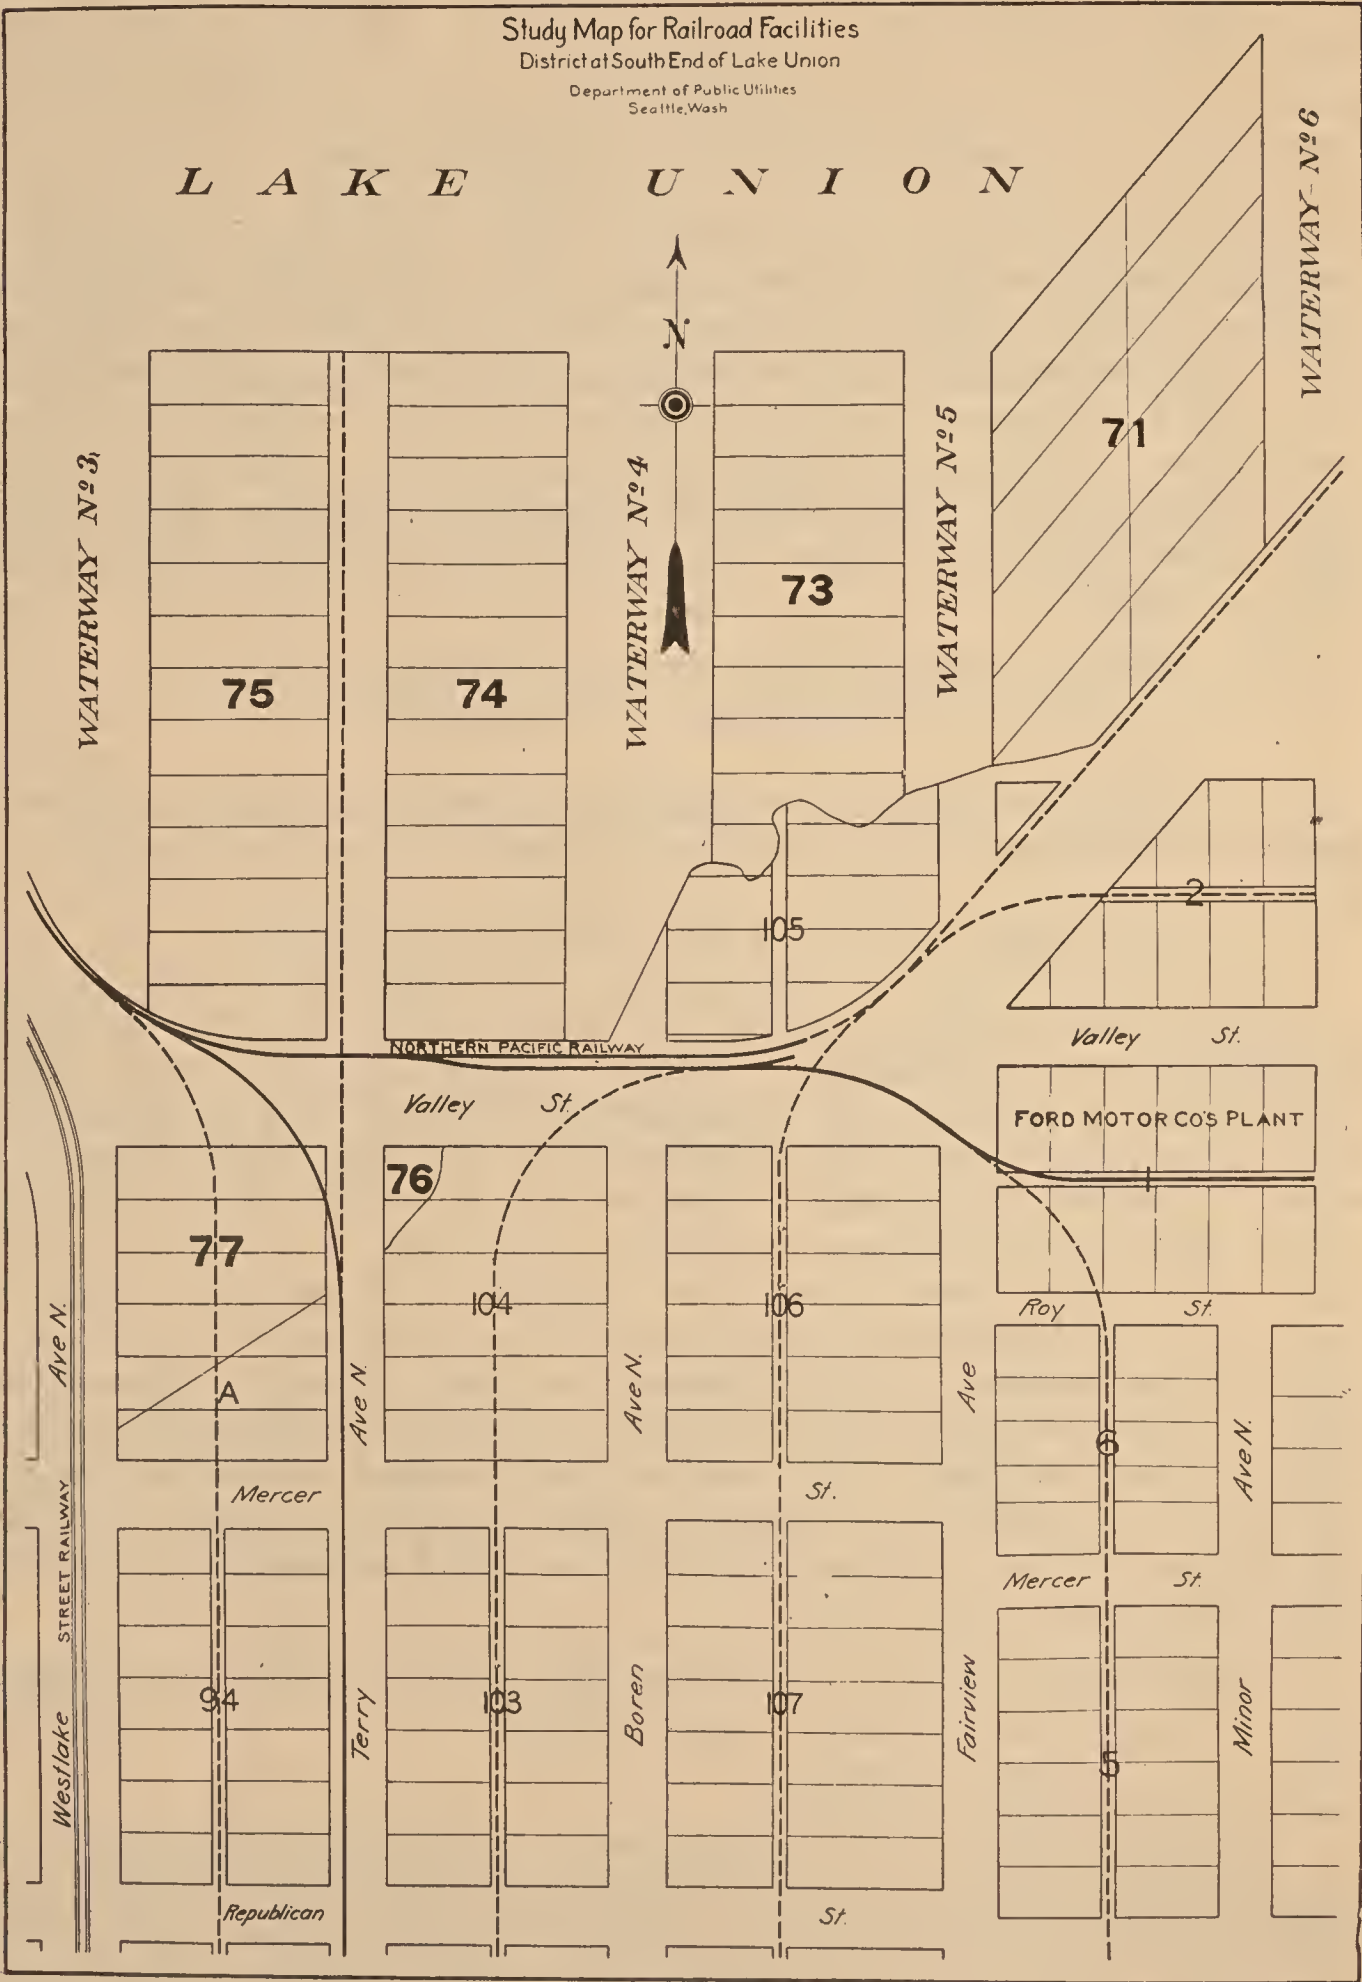 Study Map for Railroad Facilities
District at South End of Lake Union
Department of Public Utilities
Seattle, Wash
LAKE UNION
WATERWAY Nº 6
N
71
WATERWAY Nº 3
WATERWAY Nº 4
WATERWAY Nº 5
73
75
74
2
105
Valley St.
NORTHERN PACIFIC RAILWAY
Valley St.
FORD MOTOR CO'S PLANT
76
1
77
104
106
Roy St.
A
6
Mercer St.
Mercer St.
94
103
107
5
Republican St.
Westlake Ave N.
STREET RAILWAY
Terry Ave N.
Boren Ave N.
Fairview Ave
Minor Ave N.